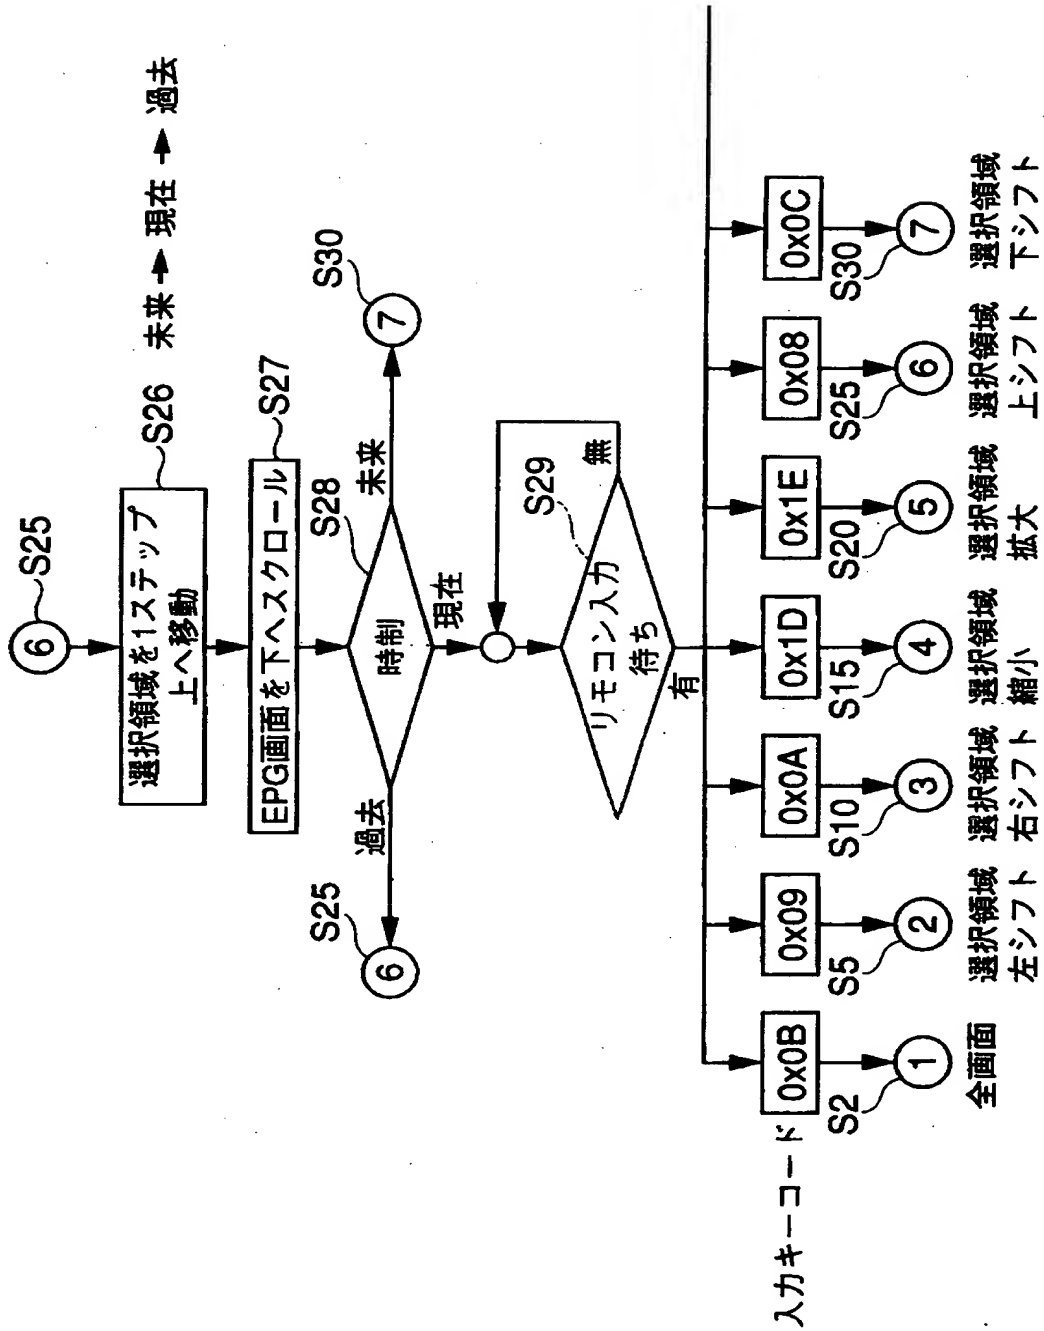 6
S25
選択領域を1ステップ
上へ移動
S26
未来→現在→過去
EPG画面を下へスクロール
S27
時制
S28
過去
未来
現在
S25
6
S30
7
リモコン入力
待ち
S29
無
有
入力キーコード
0x0B
0x09
0x0A
0x1D
0x1E
0x08
0x0C
S2
S5
S10
S15
S20
S25
S30
1
2
3
4
5
6
7
全画面
選択領域
左シフト
選択領域
右シフト
選択領域
縮小
選択領域
拡大
選択領域
上シフト
選択領域
下シフト